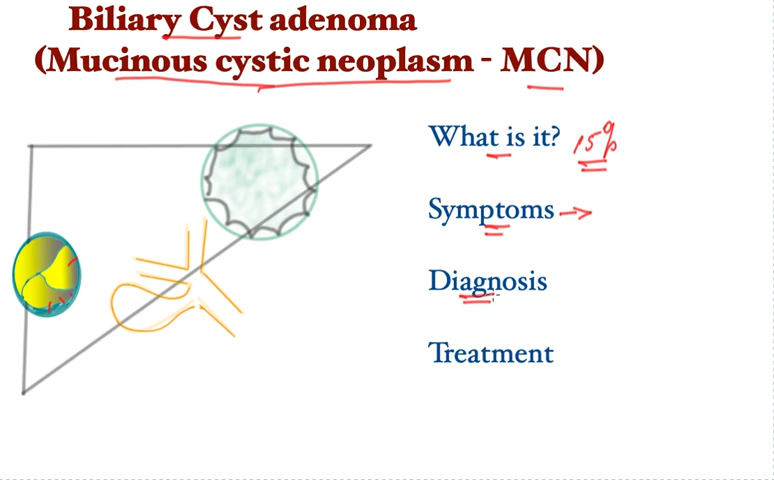 Biliary Cyst adenoma
(Mucinous cystic neoplasm - MCN)
What is it? 15%
Symptoms →
Diagnosis
Treatment